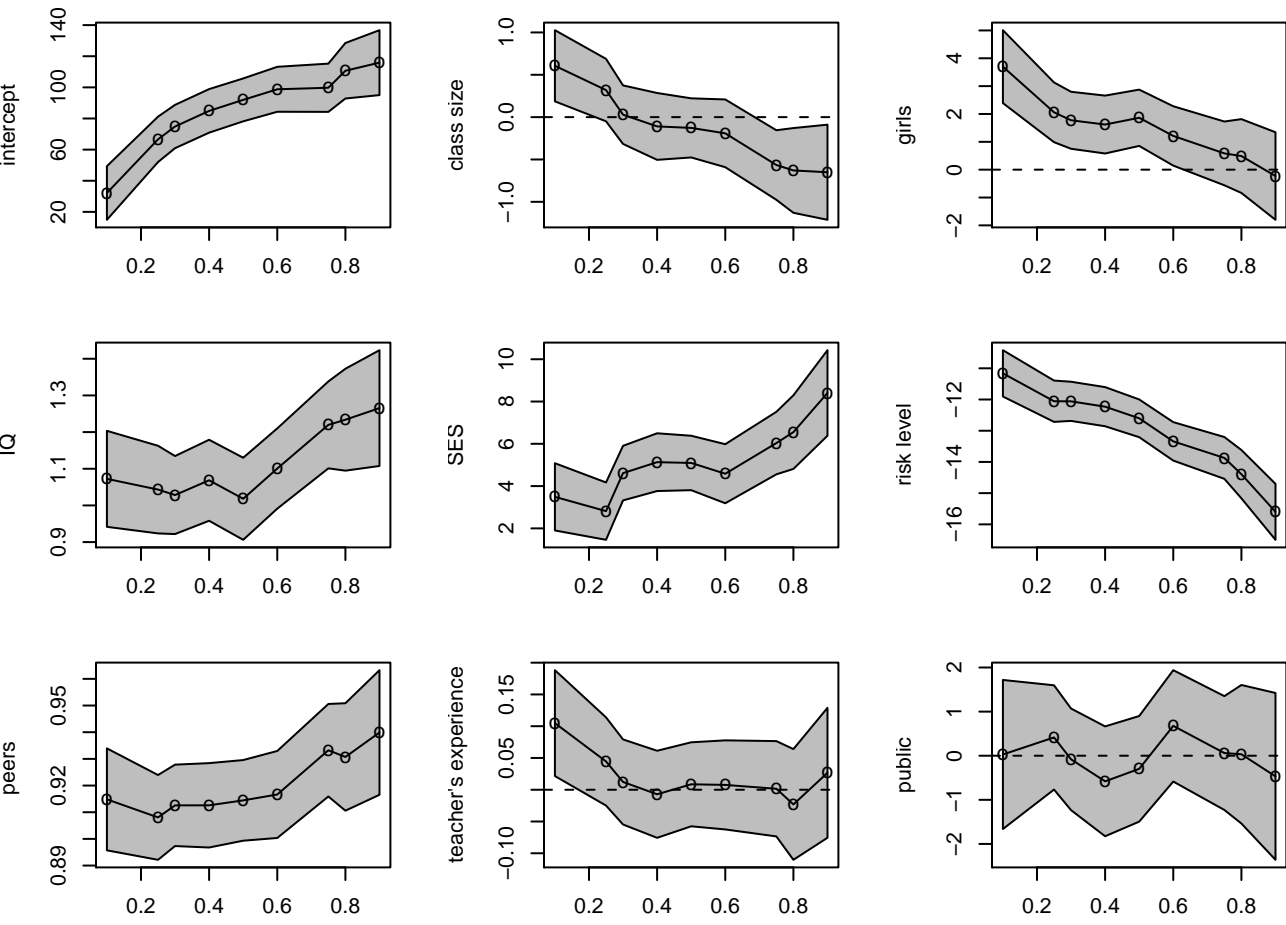 intercept
20 60 100 140
0.2 0.4 0.6 0.8
class size
−1.0 0.0 1.0
0.2 0.4 0.6 0.8
girls
−2 0 2 4
0.2 0.4 0.6 0.8
IQ
0.9 1.1 1.3
0.2 0.4 0.6 0.8
SES
2 4 6 8 10
0.2 0.4 0.6 0.8
risk level
−16 −14 −12
0.2 0.4 0.6 0.8
peers
0.89 0.92 0.95
0.2 0.4 0.6 0.8
teacher's experience
−0.10 0.05 0.15
0.2 0.4 0.6 0.8
public
−2 −1 0 1 2
0.2 0.4 0.6 0.8